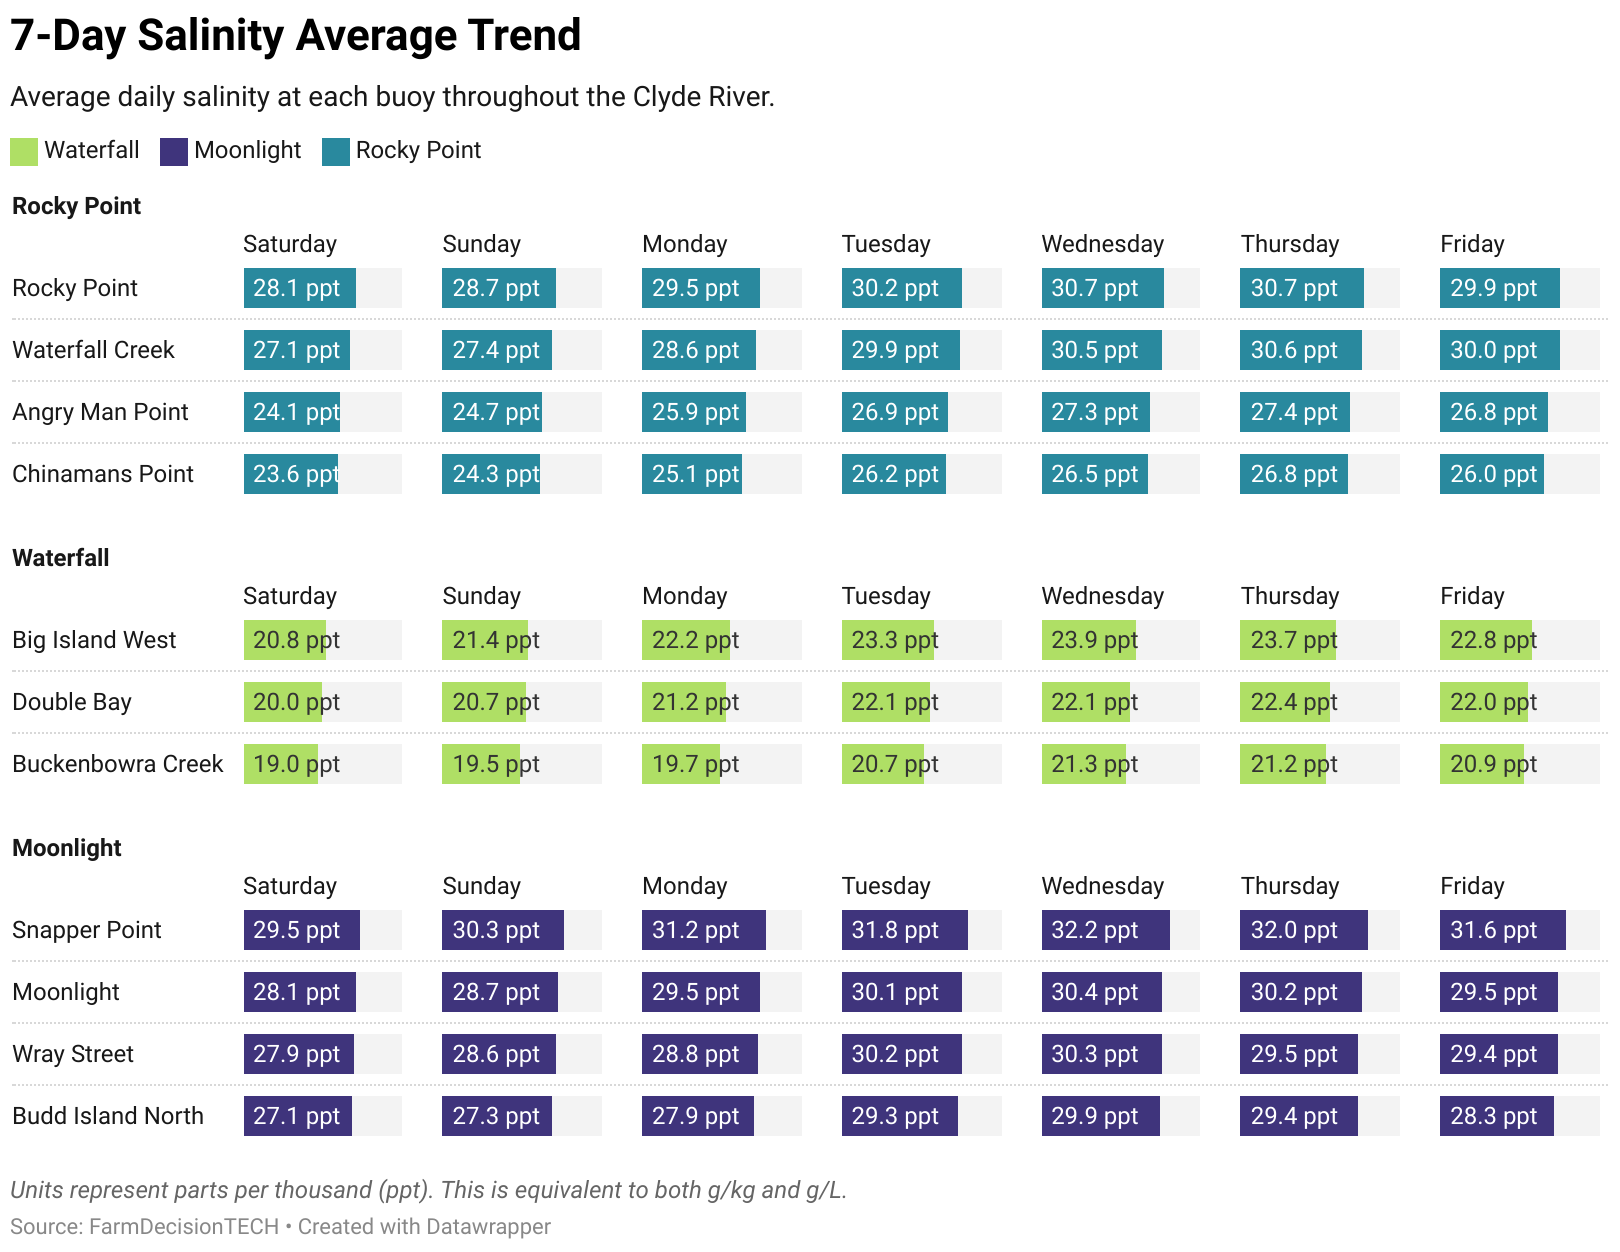 7-Day Salinity Average Trend
Average daily salinity at each buoy throughout the Clyde River.
Waterfall Moonlight Rocky Point
Rocky Point
Saturday Sunday Monday Tuesday Wednesday Thursday Friday
Rocky Point 28.1 ppt 28.7 ppt 29.5 ppt 30.2 ppt 30.7 ppt 30.7 ppt 29.9 ppt
Waterfall Creek 27.1 ppt 27.4 ppt 28.6 ppt 29.9 ppt 30.5 ppt 30.6 ppt 30.0 ppt
Angry Man Point 24.1 ppt 24.7 ppt 25.9 ppt 26.9 ppt 27.3 ppt 27.4 ppt 26.8 ppt
Chinamans Point 23.6 ppt 24.3 ppt 25.1 ppt 26.2 ppt 26.5 ppt 26.8 ppt 26.0 ppt
Waterfall
Saturday Sunday Monday Tuesday Wednesday Thursday Friday
Big Island West 20.8 ppt 21.4 ppt 22.2 ppt 23.3 ppt 23.9 ppt 23.7 ppt 22.8 ppt
Double Bay 20.0 ppt 20.7 ppt 21.2 ppt 22.1 ppt 22.1 ppt 22.4 ppt 22.0 ppt
Buckenbowra Creek 19.0 ppt 19.5 ppt 19.7 ppt 20.7 ppt 21.3 ppt 21.2 ppt 20.9 ppt
Moonlight
Saturday Sunday Monday Tuesday Wednesday Thursday Friday
Snapper Point 29.5 ppt 30.3 ppt 31.2 ppt 31.8 ppt 32.2 ppt 32.0 ppt 31.6 ppt
Moonlight 28.1 ppt 28.7 ppt 29.5 ppt 30.1 ppt 30.4 ppt 30.2 ppt 29.5 ppt
Wray Street 27.9 ppt 28.6 ppt 28.8 ppt 30.2 ppt 30.3 ppt 29.5 ppt 29.4 ppt
Budd Island North 27.1 ppt 27.3 ppt 27.9 ppt 29.3 ppt 29.9 ppt 29.4 ppt 28.3 ppt
Units represent parts per thousand (ppt). This is equivalent to both g/kg and g/L.
Source: FarmDecisionTECH • Created with Datawrapper